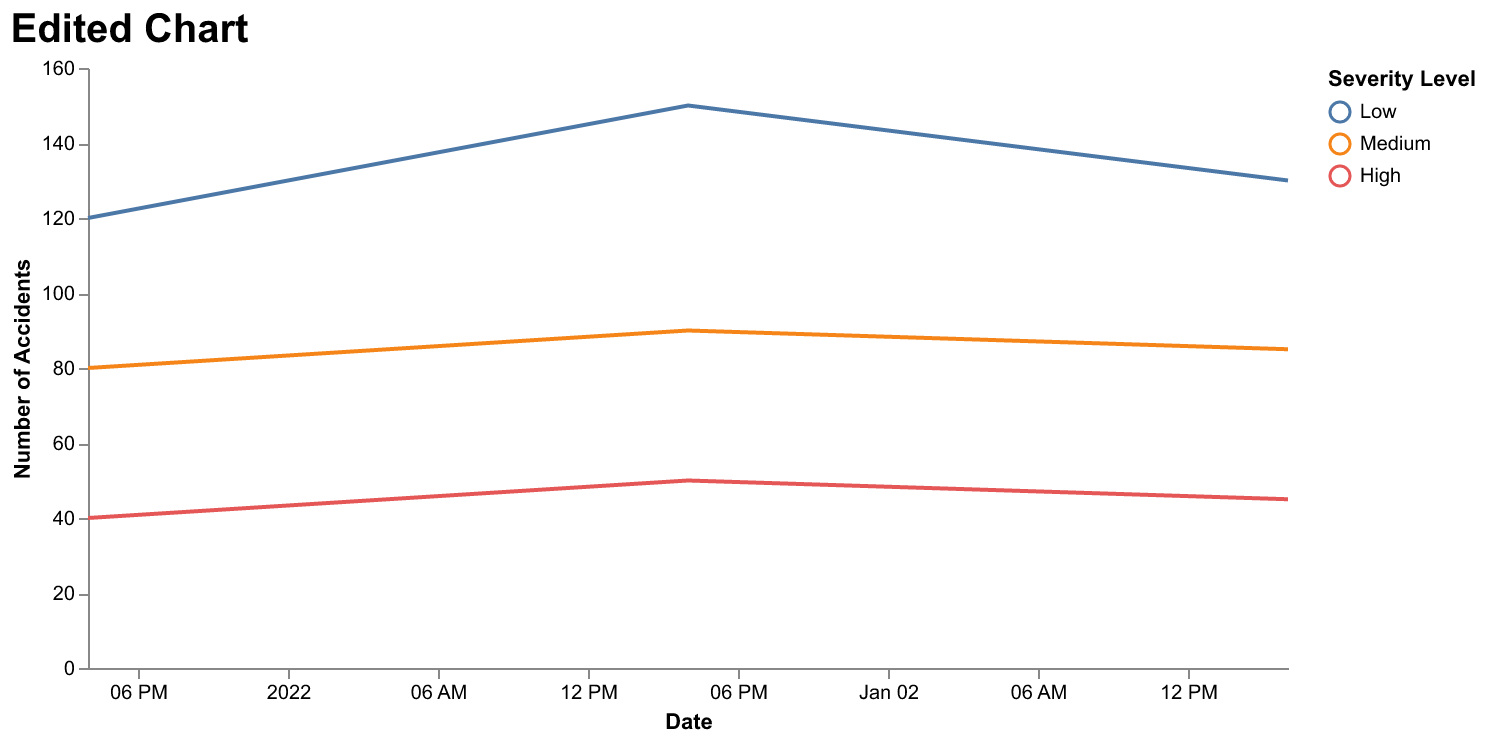 Edited Chart
Number of Accidents
160
140
120
100
80
60
40
20
0
06 PM 2022 06 AM 12 PM 06 PM Jan 02 06 AM 12 PM
Date
Severity Level
Low
Medium
High